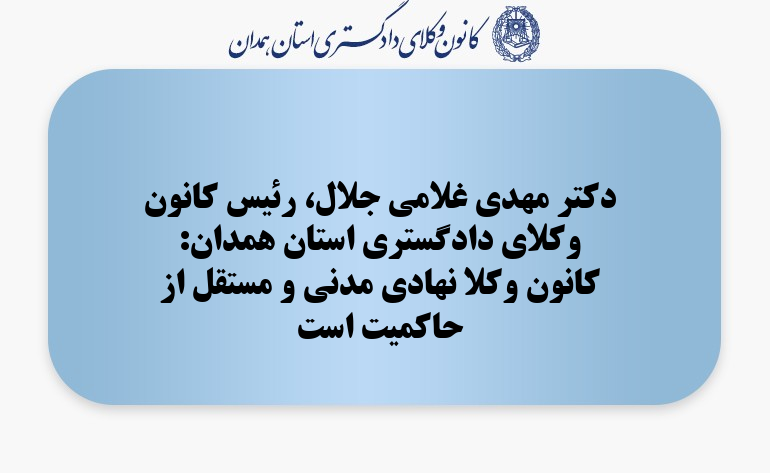 کانون وکلای دادگستری استان همدان
دکتر مهدی غلامی جلال، رئیس کانون
وکلای دادگستری استان همدان:
کانون وکلا نهادی مدنی و مستقل از
حاکمیت است